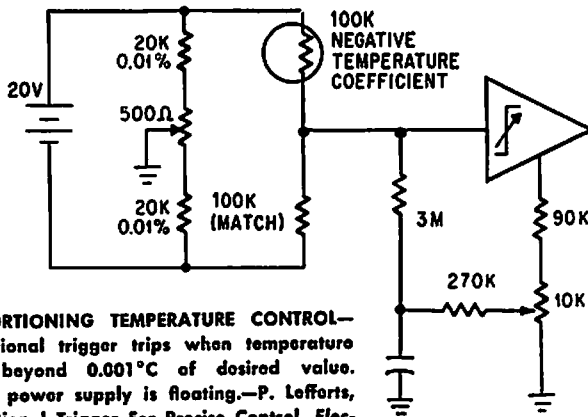 100K
NEGATIVE
TEMPERATURE
COEFFICIENT
20K
0.01%
20V
500Ω
20K
0.01%
100K
(MATCH)
3M
90K
270K
10K
ORTIONING TEMPERATURE CONTROL—
ional trigger trips when temperature
beyond 0.001°C of desired value.
power supply is floating.—P. Lefferts,